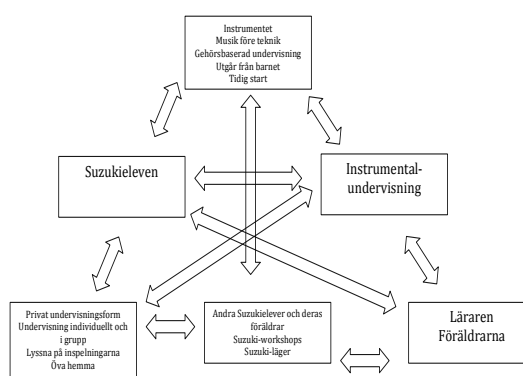 Instrumentet
Musik före teknik
Gehörsbaserad undervisning
Utgår från barnet
Tidig start
Suzukieleven
Instrumental-
undervisning
Privat undervisningsform
Undervisning individuellt och
i grupp
Lyssna på inspelningarna
Öva hemma
Andra Suzukielever och deras
föräldrar
Suzuki-workshops
Suzuki-läger
Läraren
Föräldrarna